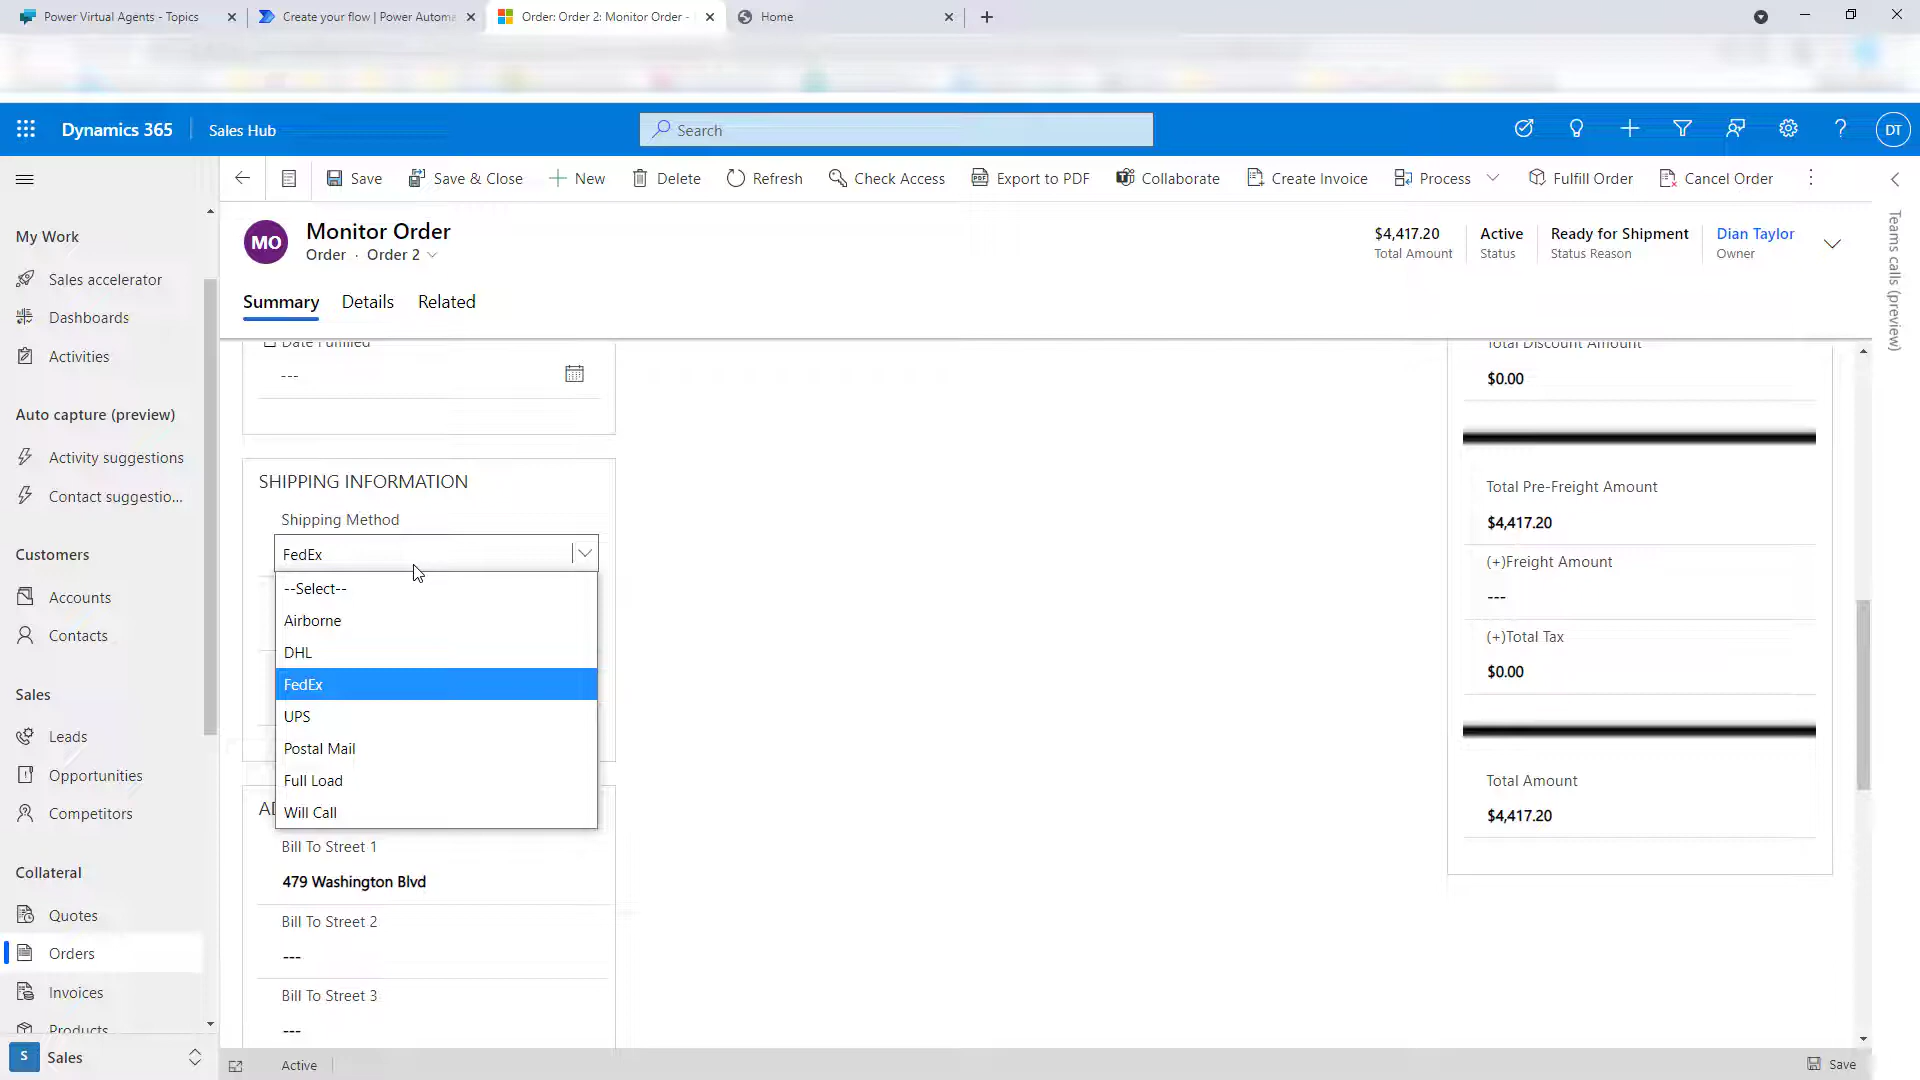 Power Virtual Agents - Topics
Create your flow | Power Automa
Order: Order 2: Monitor Order -
Home
Dynamics 365
Sales Hub
Search
DT
Save
Save & Close
New
Delete
Refresh
Check Access
Export to PDF
Collaborate
Create Invoice
Process
Fulfill Order
Cancel Order
Teams calls (preview)
My Work
Sales accelerator
Dashboards
Activities
Auto capture (preview)
Activity suggestions
Contact suggestio...
Customers
Accounts
Contacts
Sales
Leads
Opportunities
Competitors
Collateral
Quotes
Orders
Invoices
Products
S
Sales
MO
Monitor Order
Order · Order 2
$4,417.20
Total Amount
Active
Status
Ready for Shipment
Status Reason
Dian Taylor
Owner
Summary
Details
Related
Date Fulfilled
---
SHIPPING INFORMATION
Shipping Method
FedEx
--Select--
Airborne
DHL
FedEx
UPS
Postal Mail
Full Load
Will Call
AD
Bill To Street 1
479 Washington Blvd
Bill To Street 2
---
Bill To Street 3
---
Total Discount Amount
$0.00
Total Pre-Freight Amount
$4,417.20
(+)Freight Amount
---
(+)Total Tax
$0.00
Total Amount
$4,417.20
Active
Save